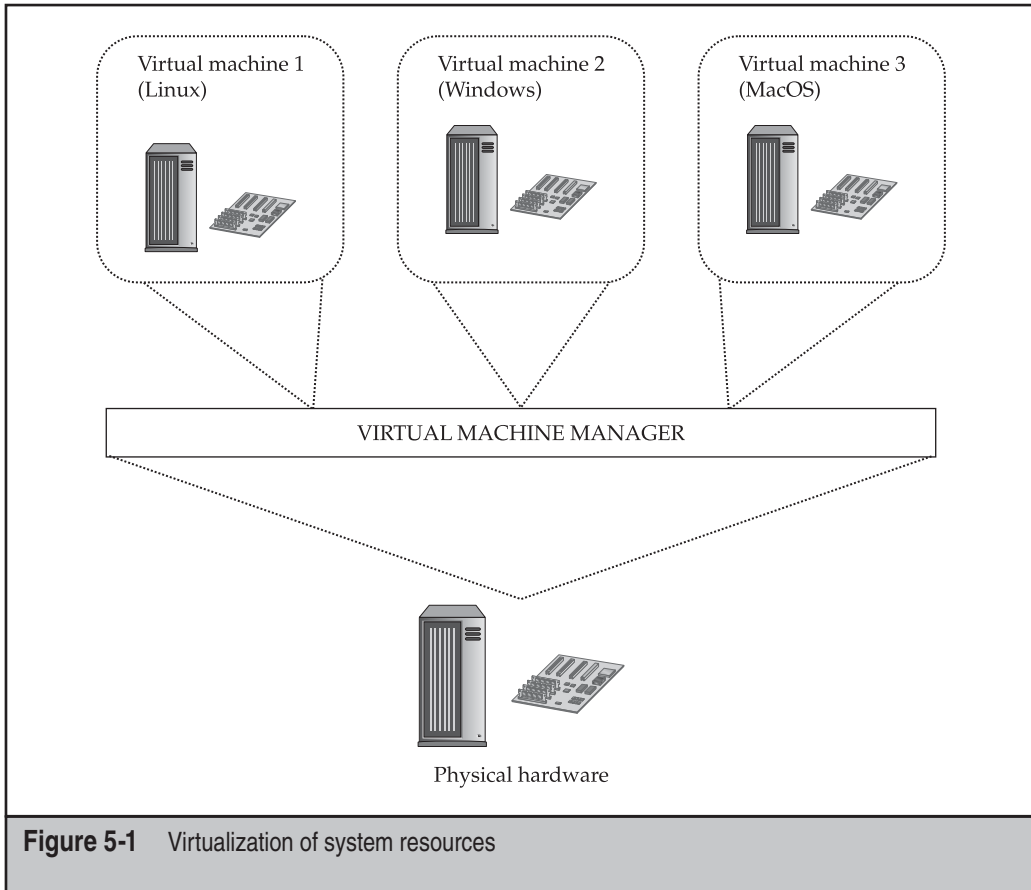 Virtual machine 1
(Linux)
Virtual machine 2
(Windows)
Virtual machine 3
(MacOS)
VIRTUAL MACHINE MANAGER
Physical hardware
Figure 5-1 Virtualization of system resources